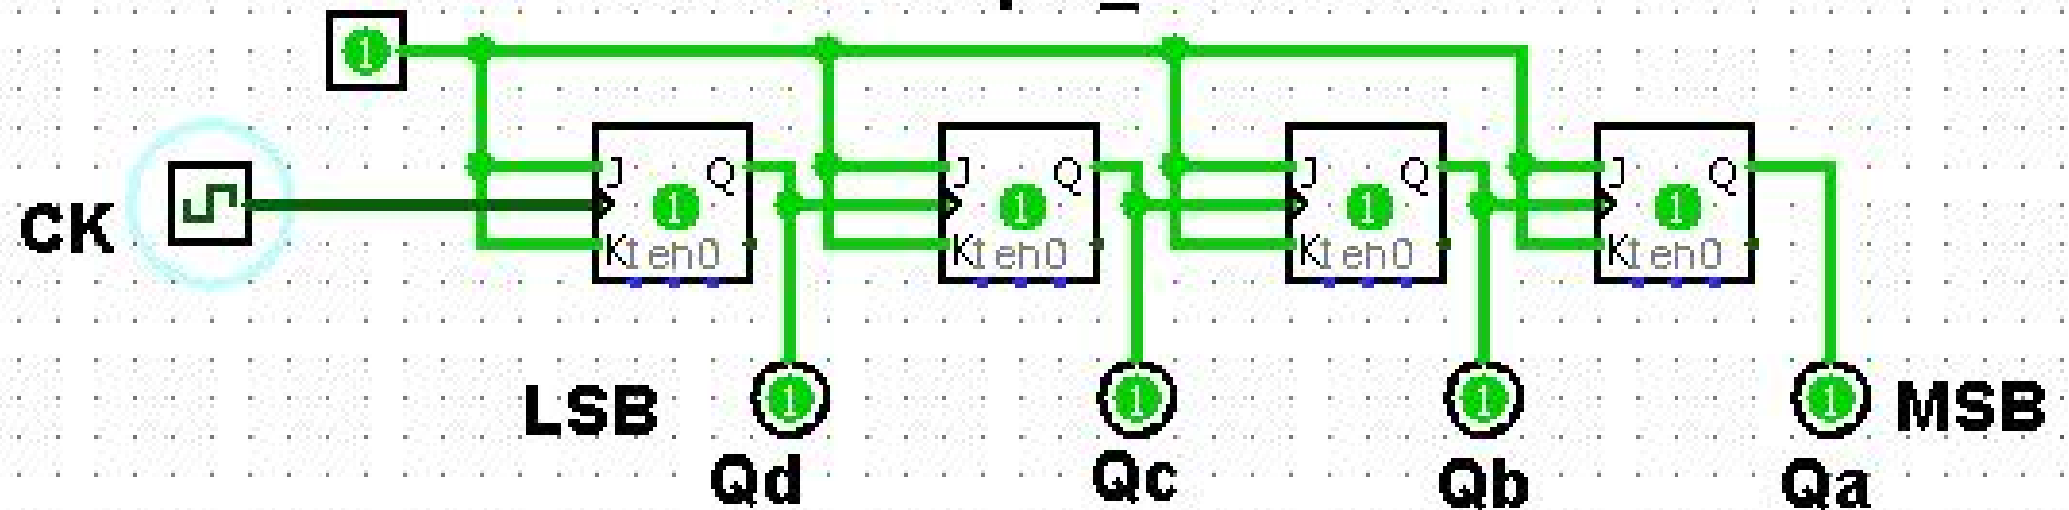 1
J Q J Q J Q J Q
CK 1 1 1 1
K t en 0 K t en 0 K t en 0 K t en 0
LSB 1 1 1 1 MSB
Qd Qc Qb Qa